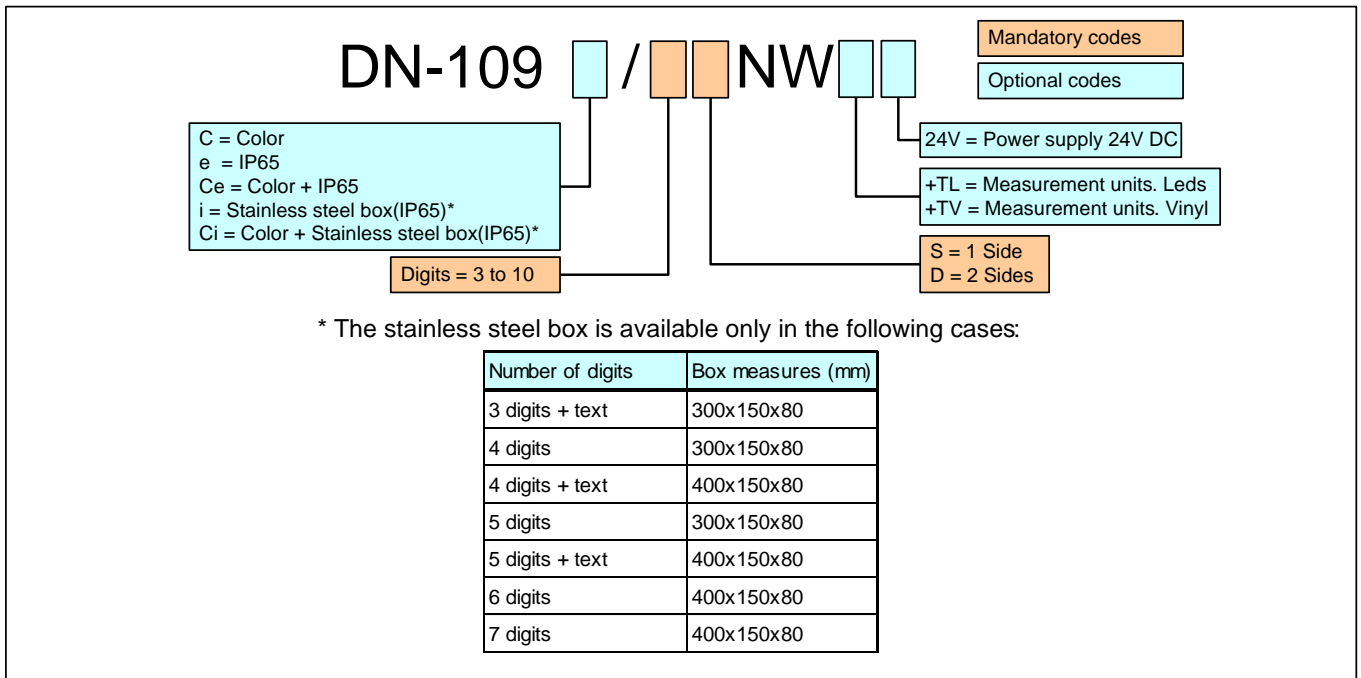 DN-109 / NW
Mandatory codes
Optional codes
C = Color
e = IP65
Ce = Color + IP65
i = Stainless steel box(IP65)*
Ci = Color + Stainless steel box(IP65)*
24V = Power supply 24V DC
+TL = Measurement units. Leds
+TV = Measurement units. Vinyl
Digits = 3 to 10
S = 1 Side
D = 2 Sides
* The stainless steel box is available only in the following cases:
Number of digits Box measures (mm)
3 digits + text 300x150x80
4 digits 300x150x80
4 digits + text 400x150x80
5 digits 300x150x80
5 digits + text 400x150x80
6 digits 400x150x80
7 digits 400x150x80